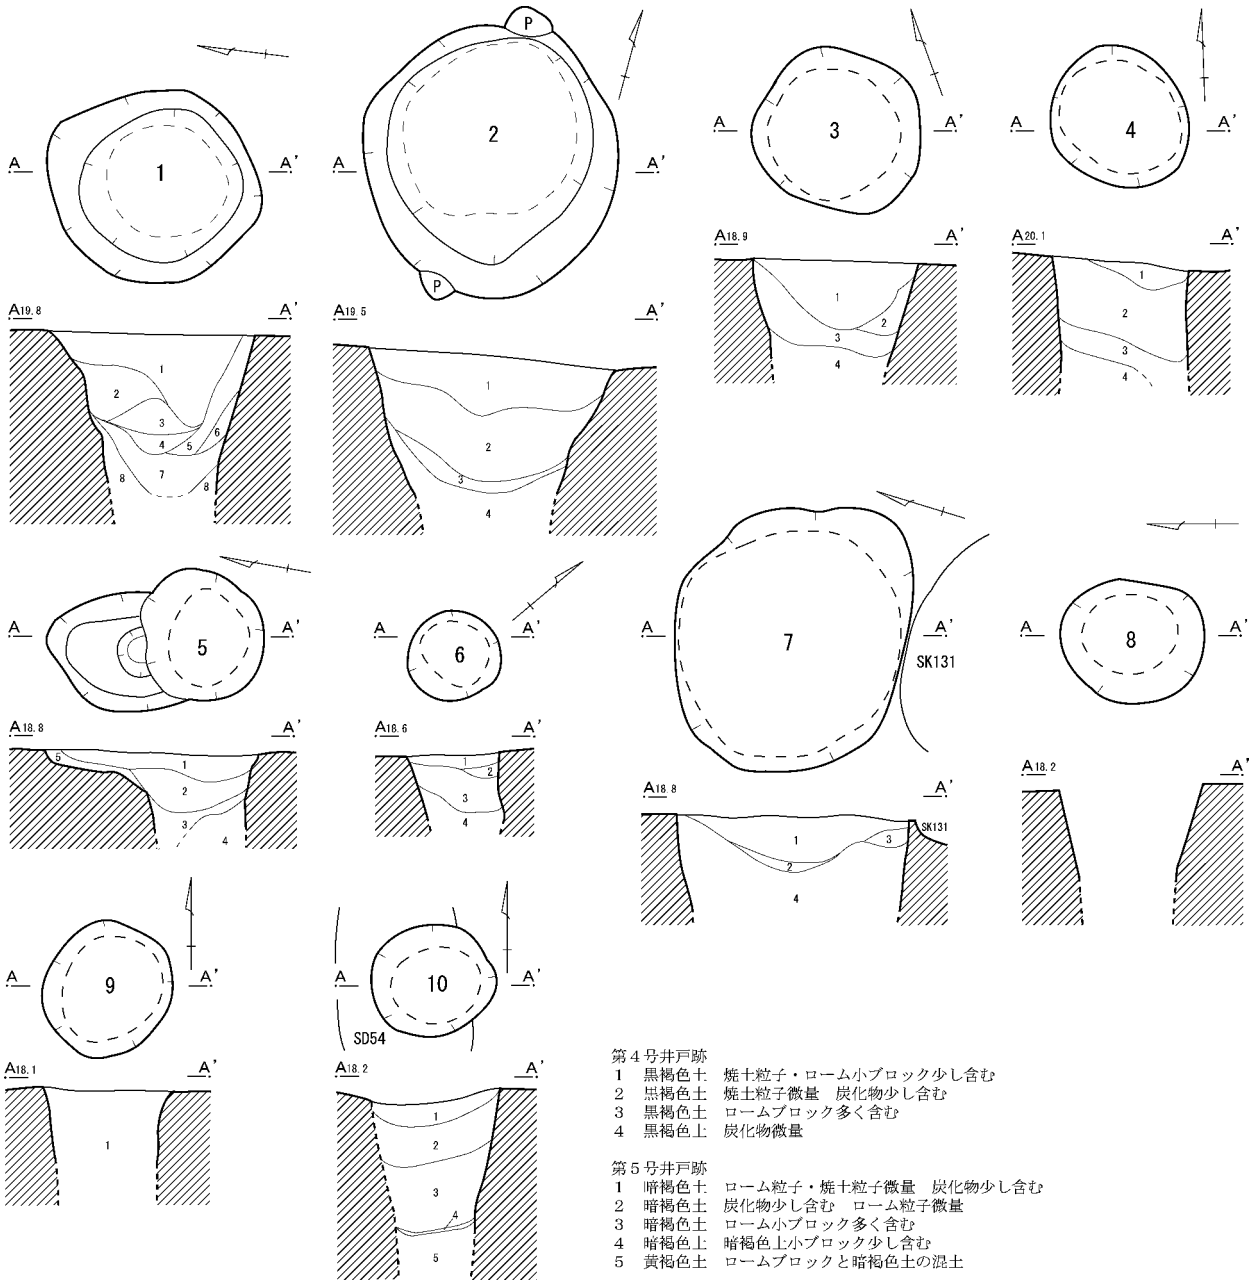 1
A A'
A19.8 A'
1
2
3
4
5
6
7
8
8
P
2
A A'
P
A19.5 A'
1
2
3
4
3
A A'
A18.9 A'
1
2
3
4
4
A A'
A20.1 A'
1
2
3
4
5
A A'
A18.8 A'
5
1
2
3
4
6
A A'
A18.6 A'
1
2
3
4
7
A A'
SK131
A18.8 A'
1
2
3
SK131
4
8
A A'
A18.2 A'
9
A A'
A18.1 A'
1
10
A A'
SD54
A18.2 A'
1
2
3
4
5
第4号井戸跡
1 黒褐色土 焼土粒子・ローム小ブロック少し含む
2 黒褐色土 焼土粒子微量 炭化物少し含む
3 黒褐色土 ロームブロック多く含む
4 黒褐色土 炭化物微量
第5号井戸跡
1 暗褐色土 ローム粒子・焼土粒子微量 炭化物少し含む
2 暗褐色土 炭化物少し含む ローム粒子微量
3 暗褐色土 ローム小ブロック多く含む
4 暗褐色土 暗褐色土小ブロック少し含む
5 黄褐色土 ロームブロックと暗褐色土の混土